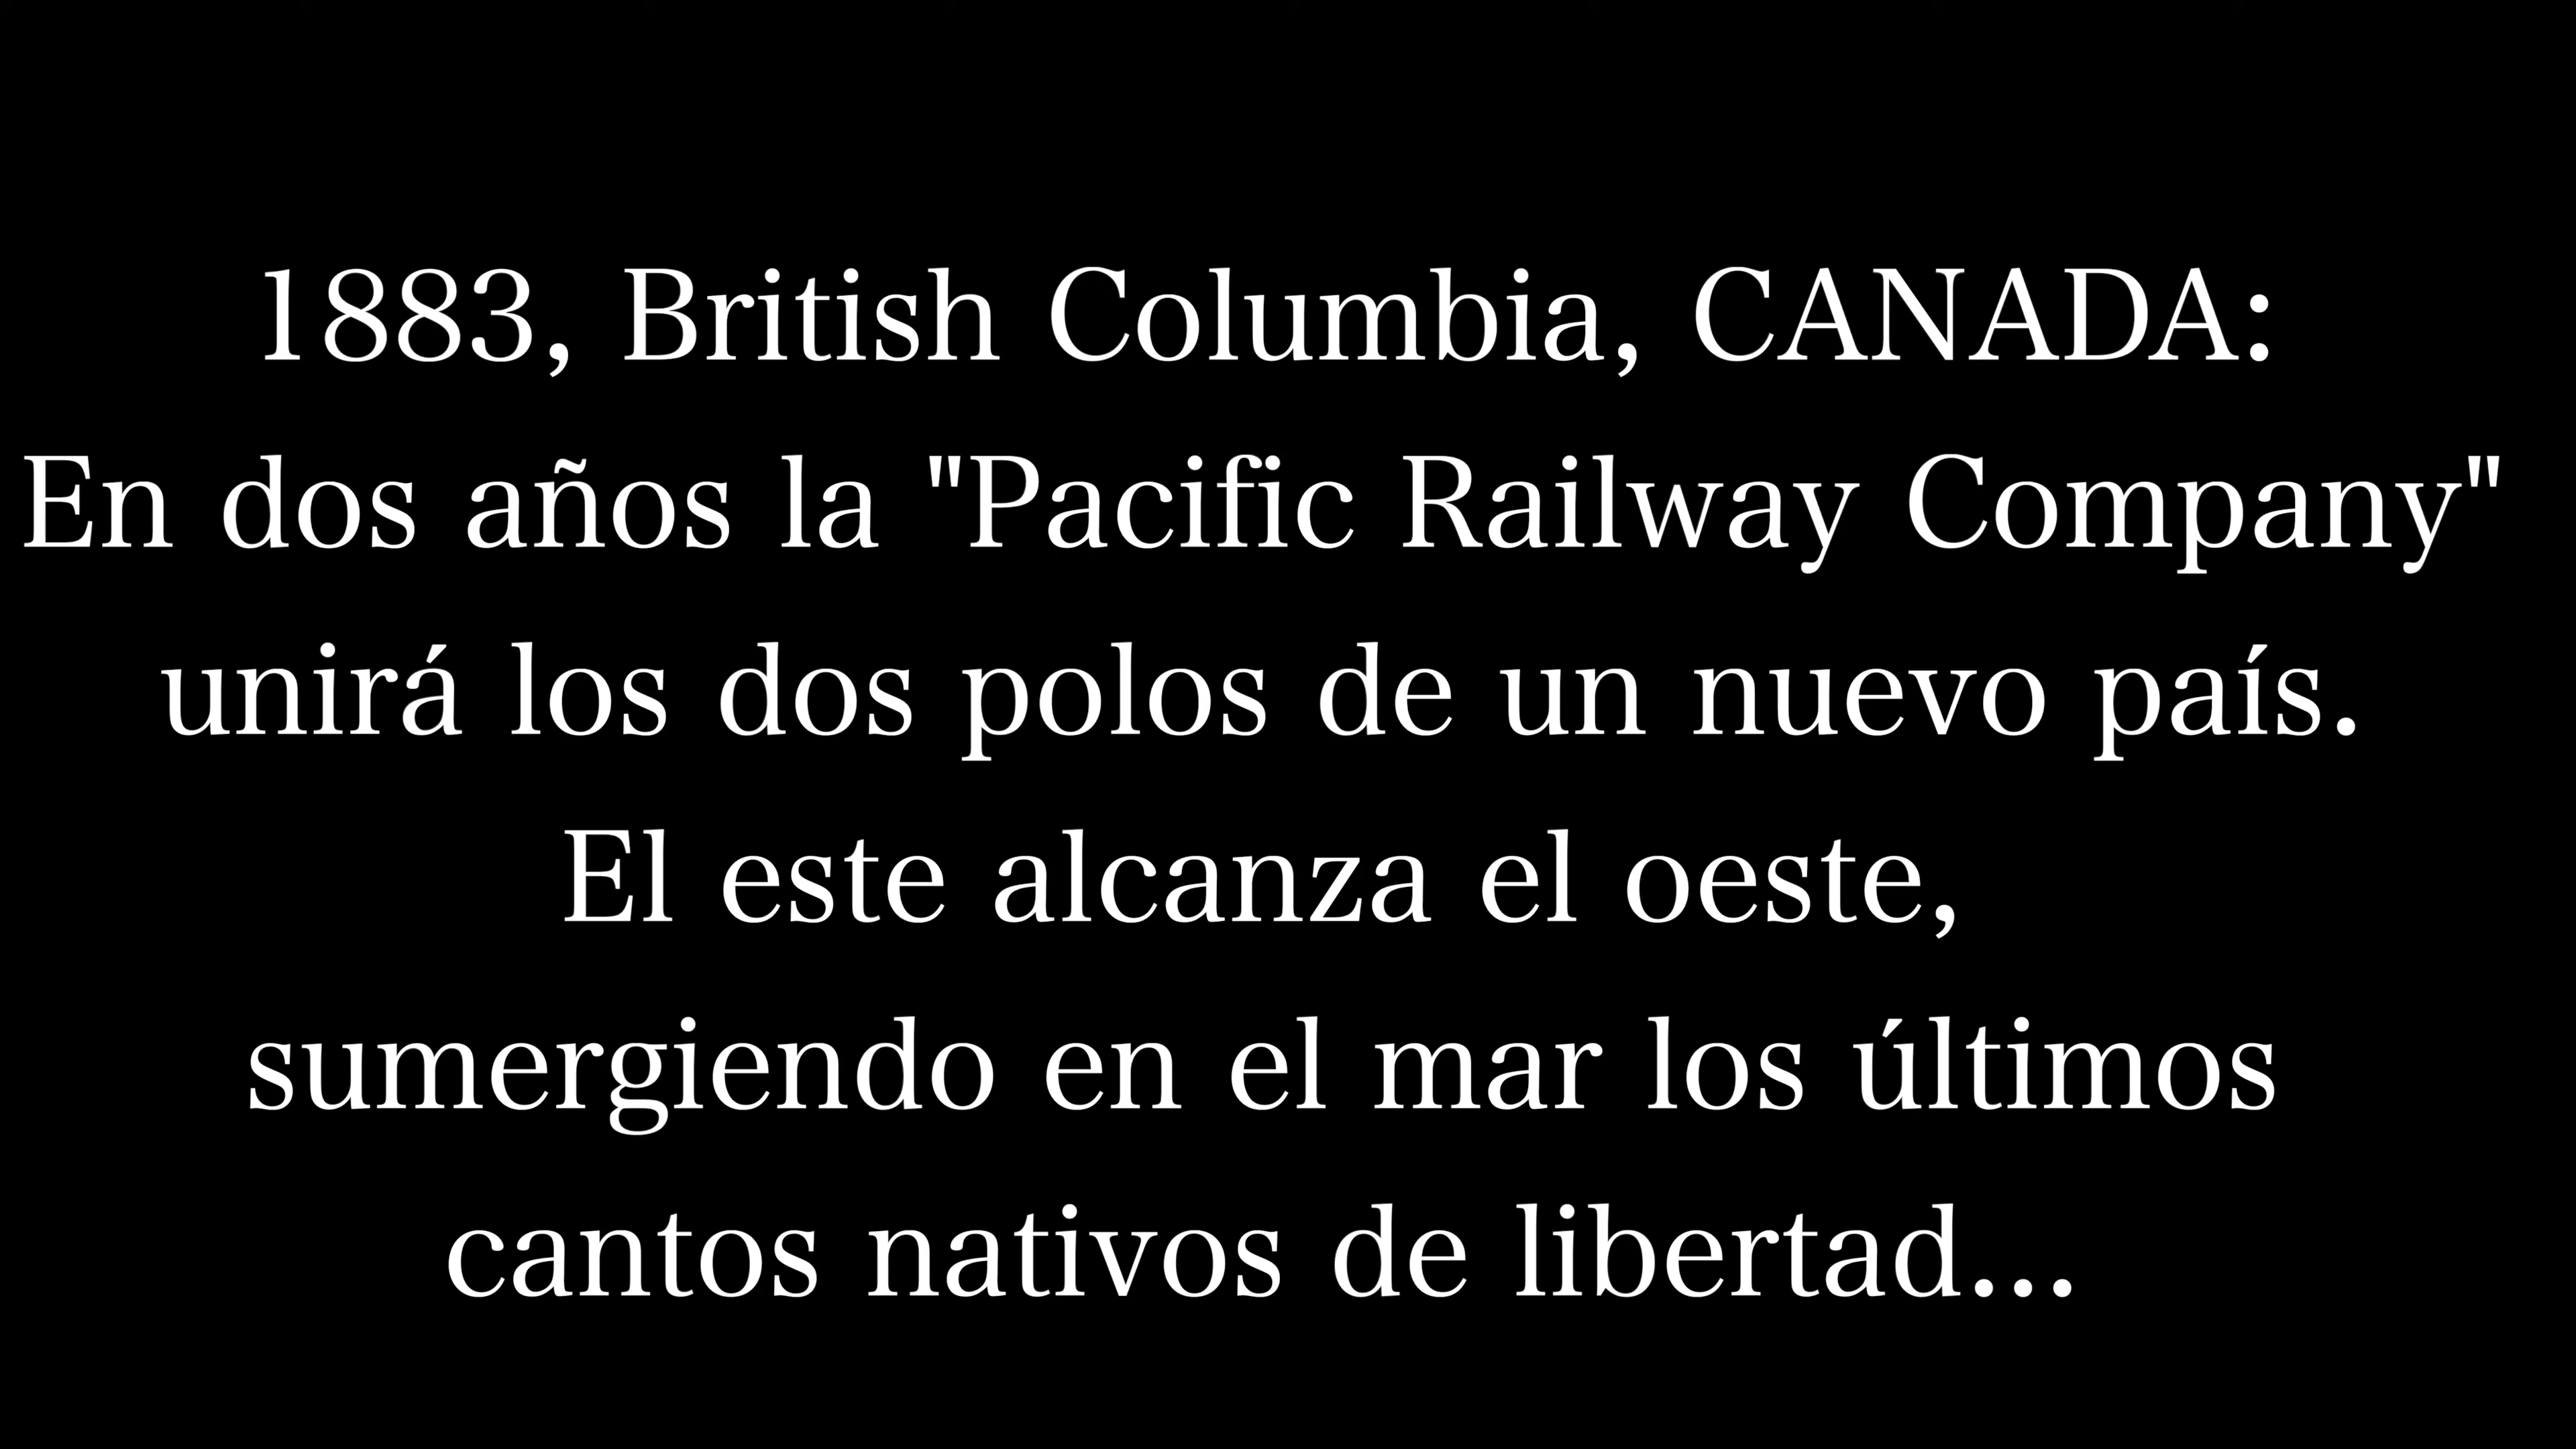 1883, British Columbia, CANADA:
En dos años la "Pacific Railway Company"
unirá los dos polos de un nuevo país.
El este alcanza el oeste,
sumergiendo en el mar los últimos
cantos nativos de libertad...